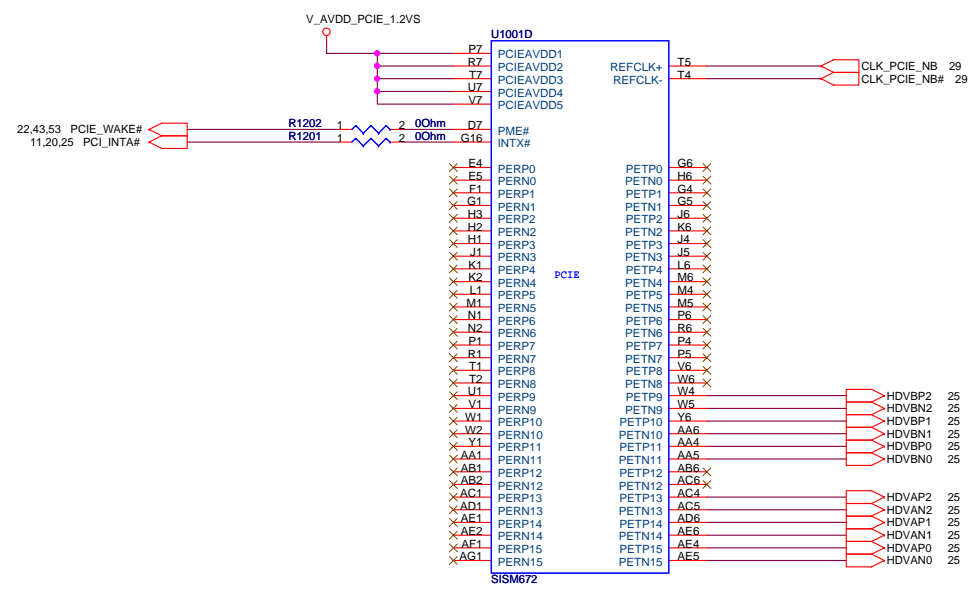 V_AVDD_PCIE_1.2VS
U1001D
P7 PCIEAVDD1
R7 PCIEAVDD2 REFCLK+ T5 CLK_PCIE_NB 29
T7 PCIEAVDD3 REFCLK- T4 CLK_PCIE_NB# 29
U7 PCIEAVDD4
V7 PCIEAVDD5
22,43,53 PCIE_WAKE# R1202 1 2 0Ohm D7 PME#
11,20,25 PCI_INTA# R1201 1 2 0Ohm G16 INTX#
E4 PERP0 PETP0 G6
E5 PERN0 PETN0 H6
F1 PERP1 PETP1 G4
G1 PERN1 PETN1 G5
H3 PERP2 PETP2 J6
H2 PERN2 PETN2 K6
H1 PERP3 PETP3 J4
J1 PERN3 PETN3 J5
K1 PERP4 PETP4 L6
K2 PERN4 PCIE PETN4 M6
L1 PERP5 PETP5 M4
M1 PERN5 PETN5 M5
N1 PERP6 PETP6 P6
N2 PERN6 PETN6 R6
P1 PERP7 PETP7 P4
R1 PERN7 PETN7 P5
T1 PERP8 PETP8 V6
T2 PERN8 PETN8 W6
U1 PERP9 PETP9 W4 HDVBP2 25
V1 PERN9 PETN9 W5 HDVBN2 25
W1 PERP10 PETP10 Y6 HDVBP1 25
W2 PERN10 PETN10 AA6 HDVBN1 25
Y1 PERP11 PETP11 AA4 HDVBP0 25
AA1 PERN11 PETN11 AA5 HDVBN0 25
AB1 PERP12 PETP12 AB6
AB2 PERN12 PETN12 AC6
AC1 PERP13 PETP13 AC4 HDVAP2 25
AD1 PERN13 PETN13 AC5 HDVAN2 25
AE1 PERP14 PETP14 AD6 HDVAP1 25
AE2 PERN14 PETN14 AE6 HDVAN1 25
AF1 PERP15 PETP15 AE4 HDVAP0 25
AG1 PERN15 PETN15 AE5 HDVAN0 25
SISM672